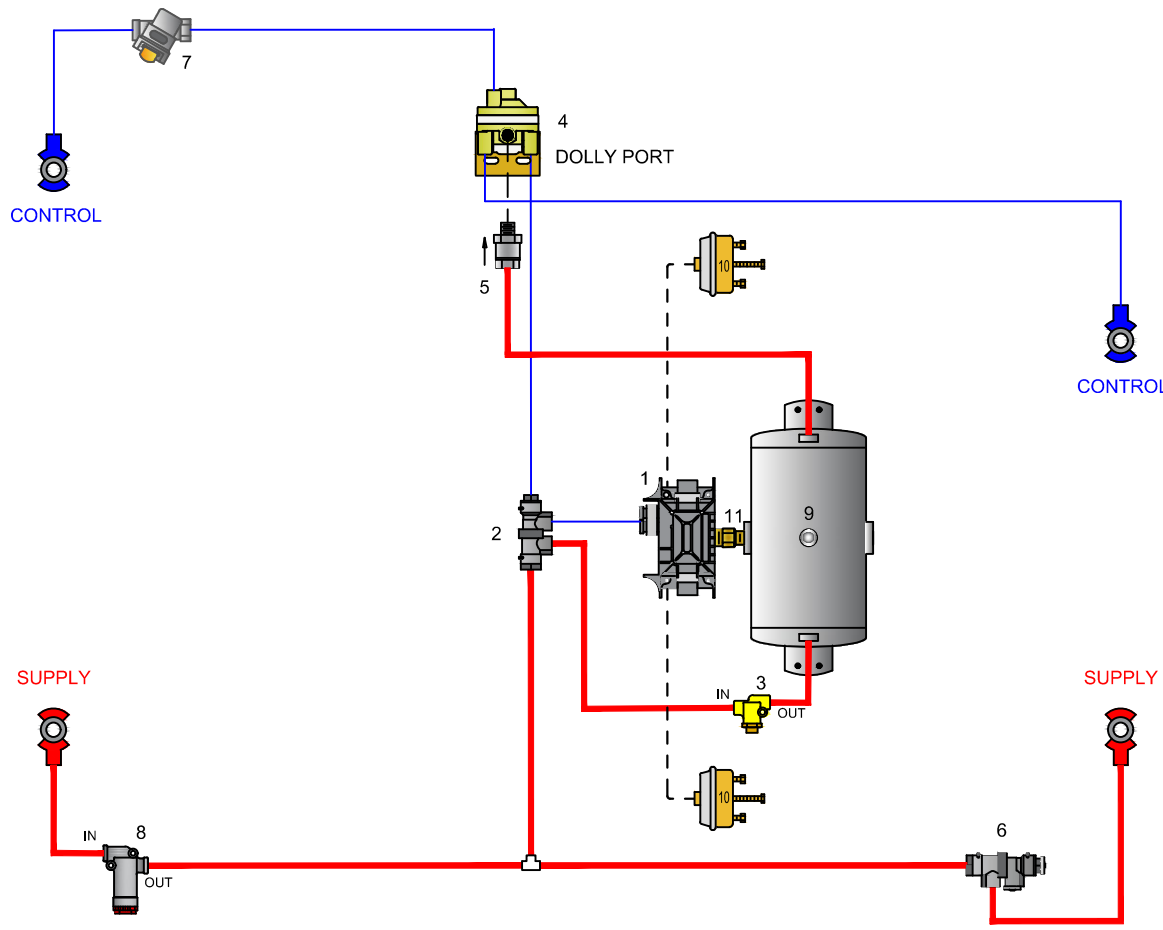 7
4
DOLLY PORT
CONTROL
10
5
CONTROL
1
11
9
2
SUPPLY
SUPPLY
IN
3
OUT
10
IN
8
6
OUT